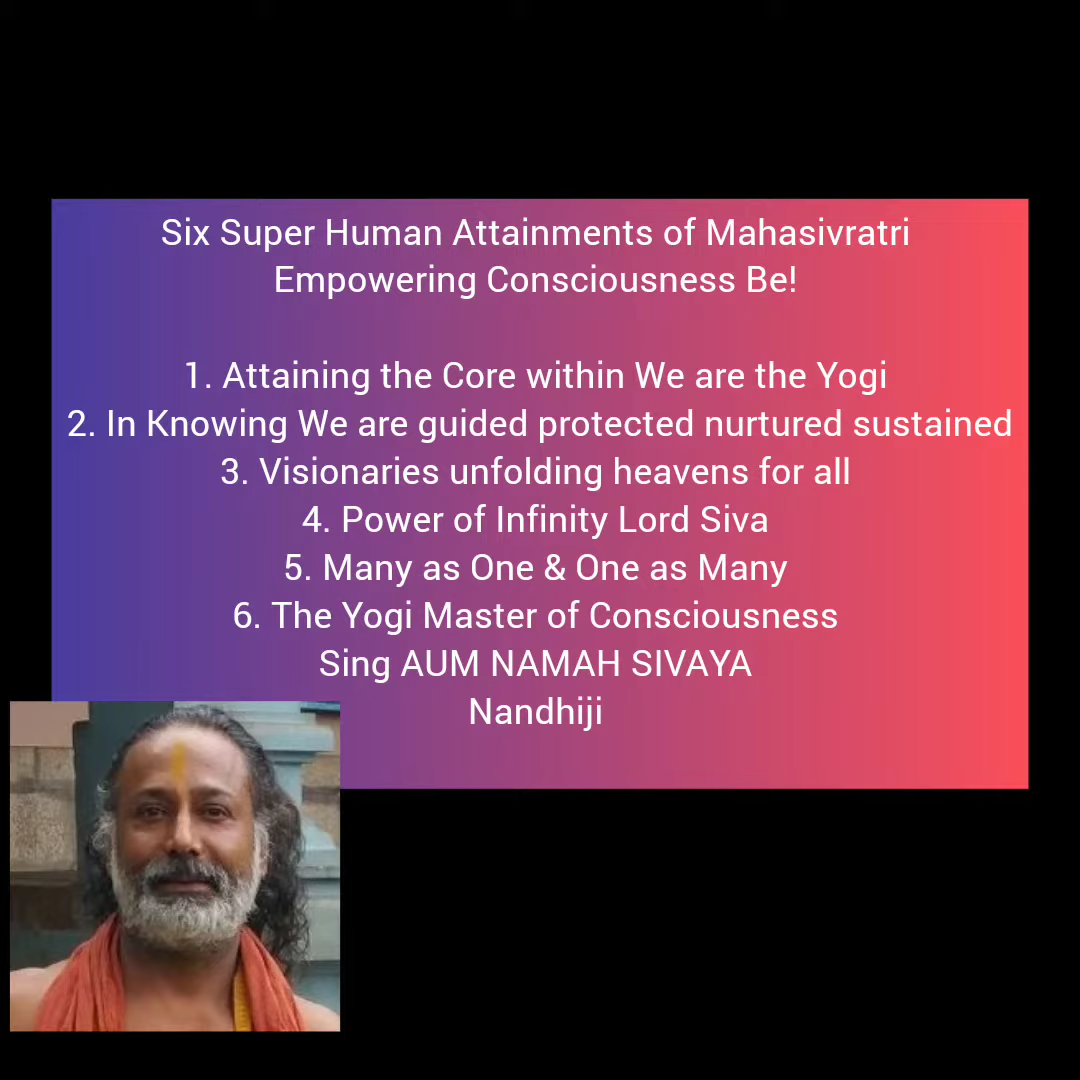 Six Super Human Attainments of Mahasivratri
Empowering Consciousness Be!
1. Attaining the Core within We are the Yogi
2. In Knowing We are guided protected nurtured sustained
3. Visionaries unfolding heavens for all
4. Power of Infinity Lord Siva
5. Many as One & One as Many
6. The Yogi Master of Consciousness
Sing AUM NAMAH SIVAYA
Nandhiji